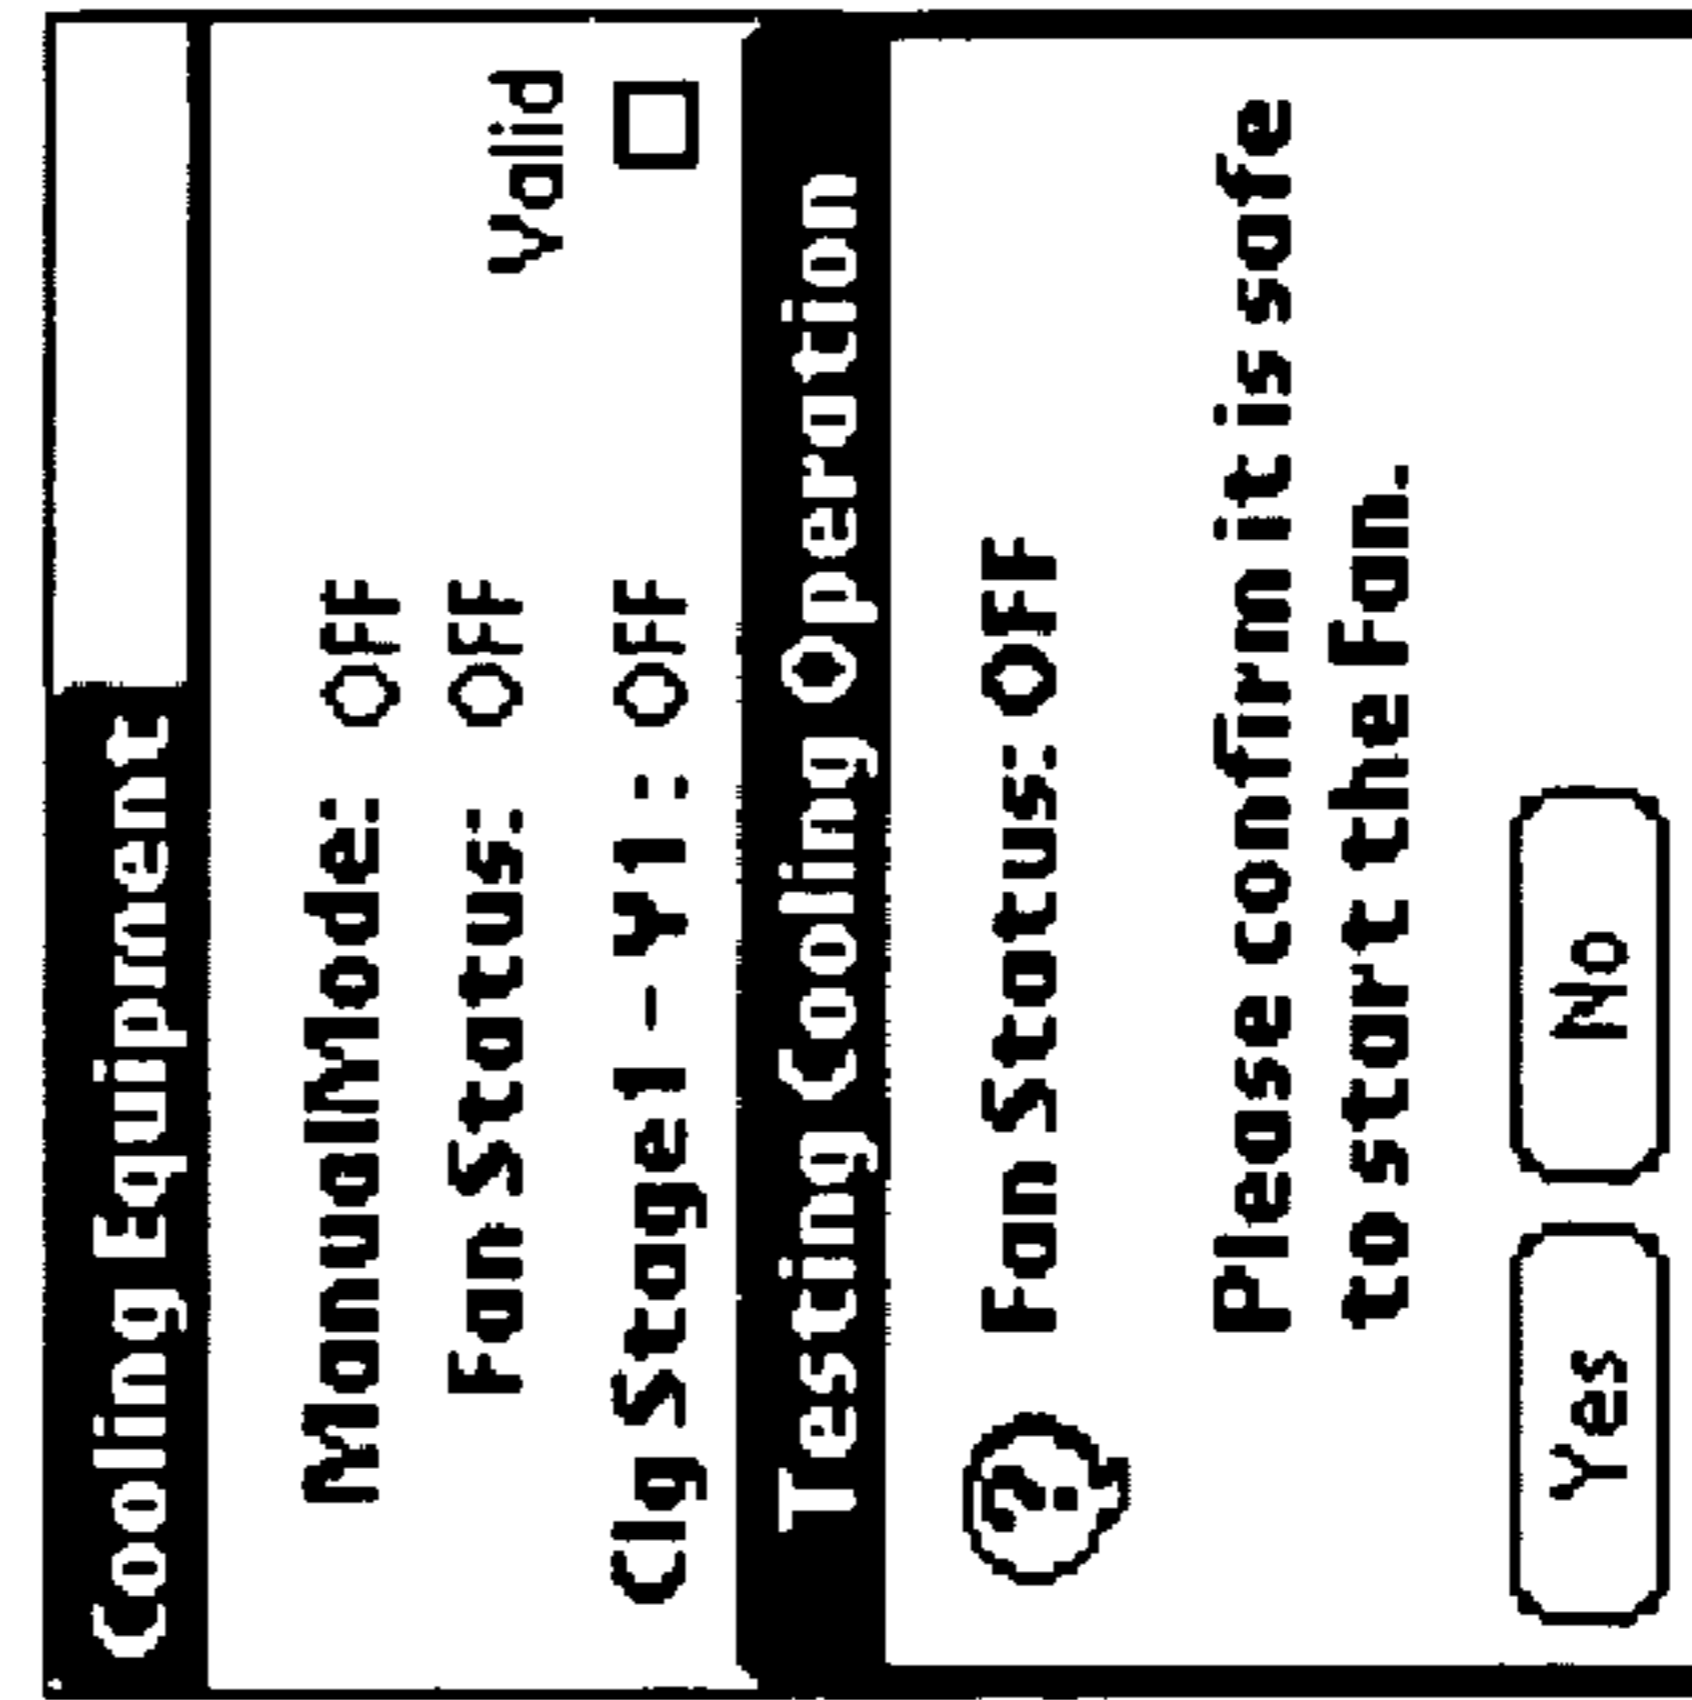 Cooling Equipment
ManualMode: OFF
Fan Status: OFF
Valid
Clg Stage1 - Y1: OFF
Testing Cooling Operation
? Fan Status: OFF
Please confirm it is safe
to start the Fan.
Yes No